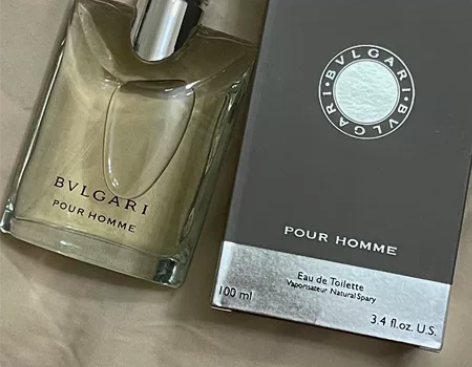 BVLGARI
POUR HOMME
BVLGARI • BVLGARI •
POUR HOMME
Eau de Toilette
Vaporisateur Natural Spary
100 ml
3.4 fl.oz. U.S.